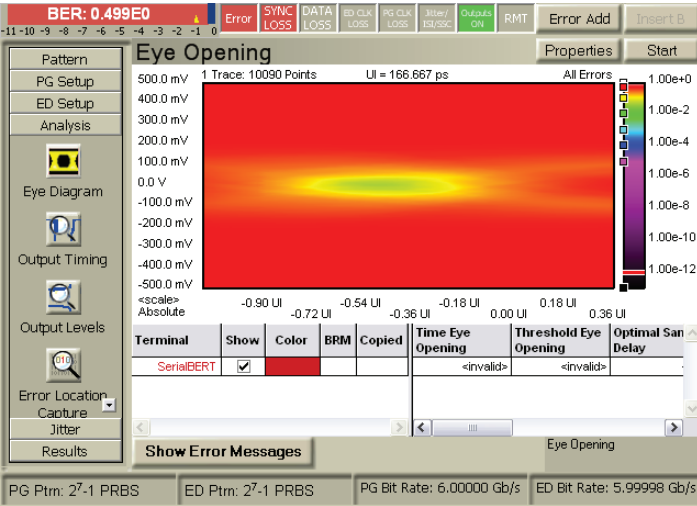 BER: 0.499E0
-11 -10 -9 -8 -7 -6 -5 -4 -3 -2 -1 0
Error
SYNC LOSS
DATA LOSS
ED CLK LOSS
PG CLK LOSS
Jitter/ ISI/SSC
Outputs ON
RMT
Error Add
Insert B
Eye Opening
Properties
Start
Pattern
PG Setup
ED Setup
Analysis
Eye Diagram
Output Timing
Output Levels
010
Error Location
Capture
Jitter
Results
1 Trace: 10090 Points
UI = 166.667 ps
All Errors
500.0 mV
400.0 mV
300.0 mV
200.0 mV
100.0 mV
0.0 V
-100.0 mV
-200.0 mV
-300.0 mV
-400.0 mV
-500.0 mV
1.00e+0
1.00e-2
1.00e-4
1.00e-6
1.00e-8
1.00e-10
1.00e-12
<scale>
Absolute
-0.90 UI
-0.72 UI
-0.54 UI
-0.36 UI
-0.18 UI
0.00 UI
0.18 UI
0.36 UI
Terminal Show Color BRM Copied Time Eye Opening Threshold Eye Opening Optimal San Delay
SerialBERT <invalid> <invalid>
Show Error Messages
Eye Opening
PG Ptrn: 2⁷-1 PRBS
ED Ptrn: 2⁷-1 PRBS
PG Bit Rate: 6.00000 Gb/s
ED Bit Rate: 5.99998 Gb/s